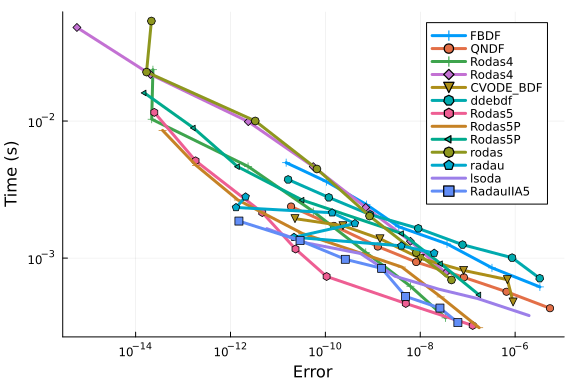 Time (s)
10⁻²
10⁻³
FBDF
QNDF
Rodas4
Rodas4
CVODE_BDF
ddebdf
Rodas5
Rodas5P
Rodas5P
rodas
radau
lsoda
RadauIIA5
10⁻¹⁴ 10⁻¹² 10⁻¹⁰ 10⁻⁸ 10⁻⁶
Error